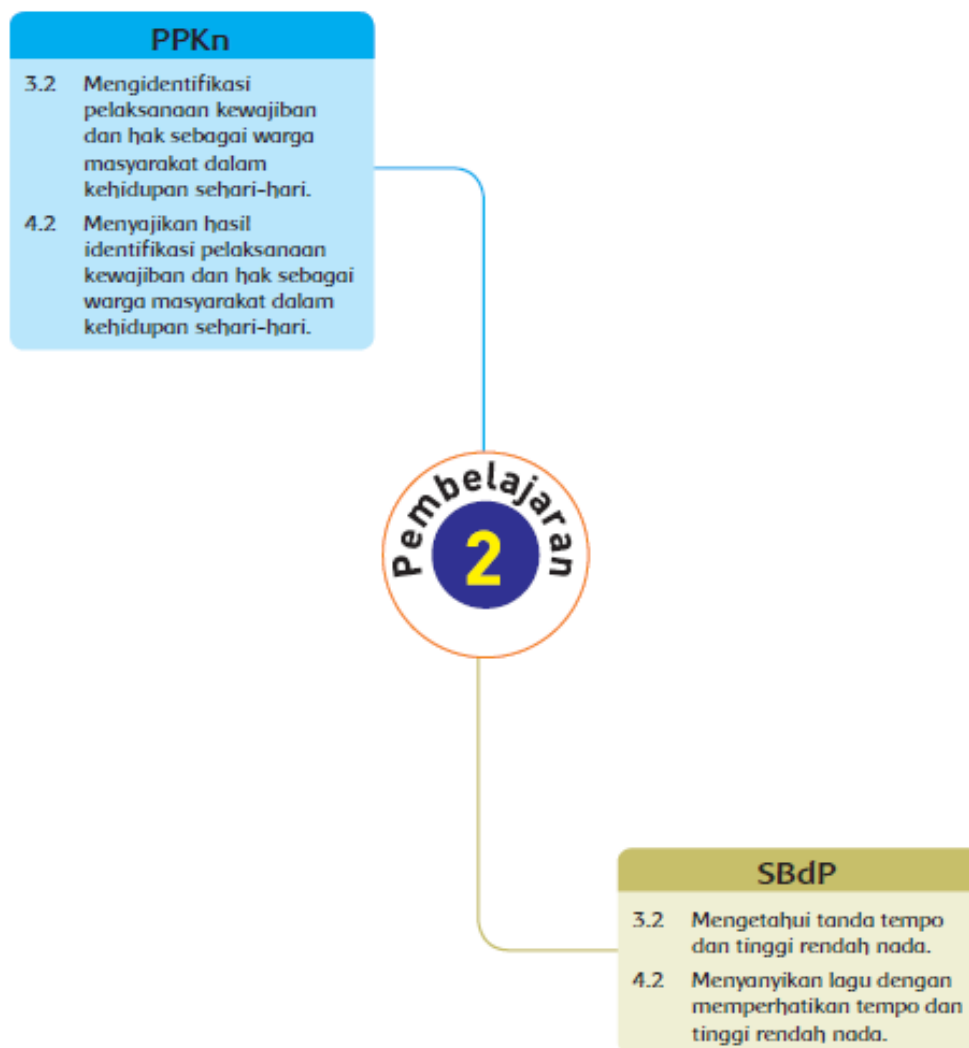 PPKn
3.2 Mengidentifikasi
pelaksanaan kewajiban
dan hak sebagai warga
masyarakat dalam
kehidupan sehari-hari.
4.2 Menyajikan hasil
identifikasi pelaksanaan
kewajiban dan hak sebagai
warga masyarakat dalam
kehidupan sehari-hari.
Pembelajaran
2
SBdP
3.2 Mengetahui tanda tempo
dan tinggi rendah nada.
4.2 Menyanyikan lagu dengan
memperhatikan tempo dan
tinggi rendah nada.